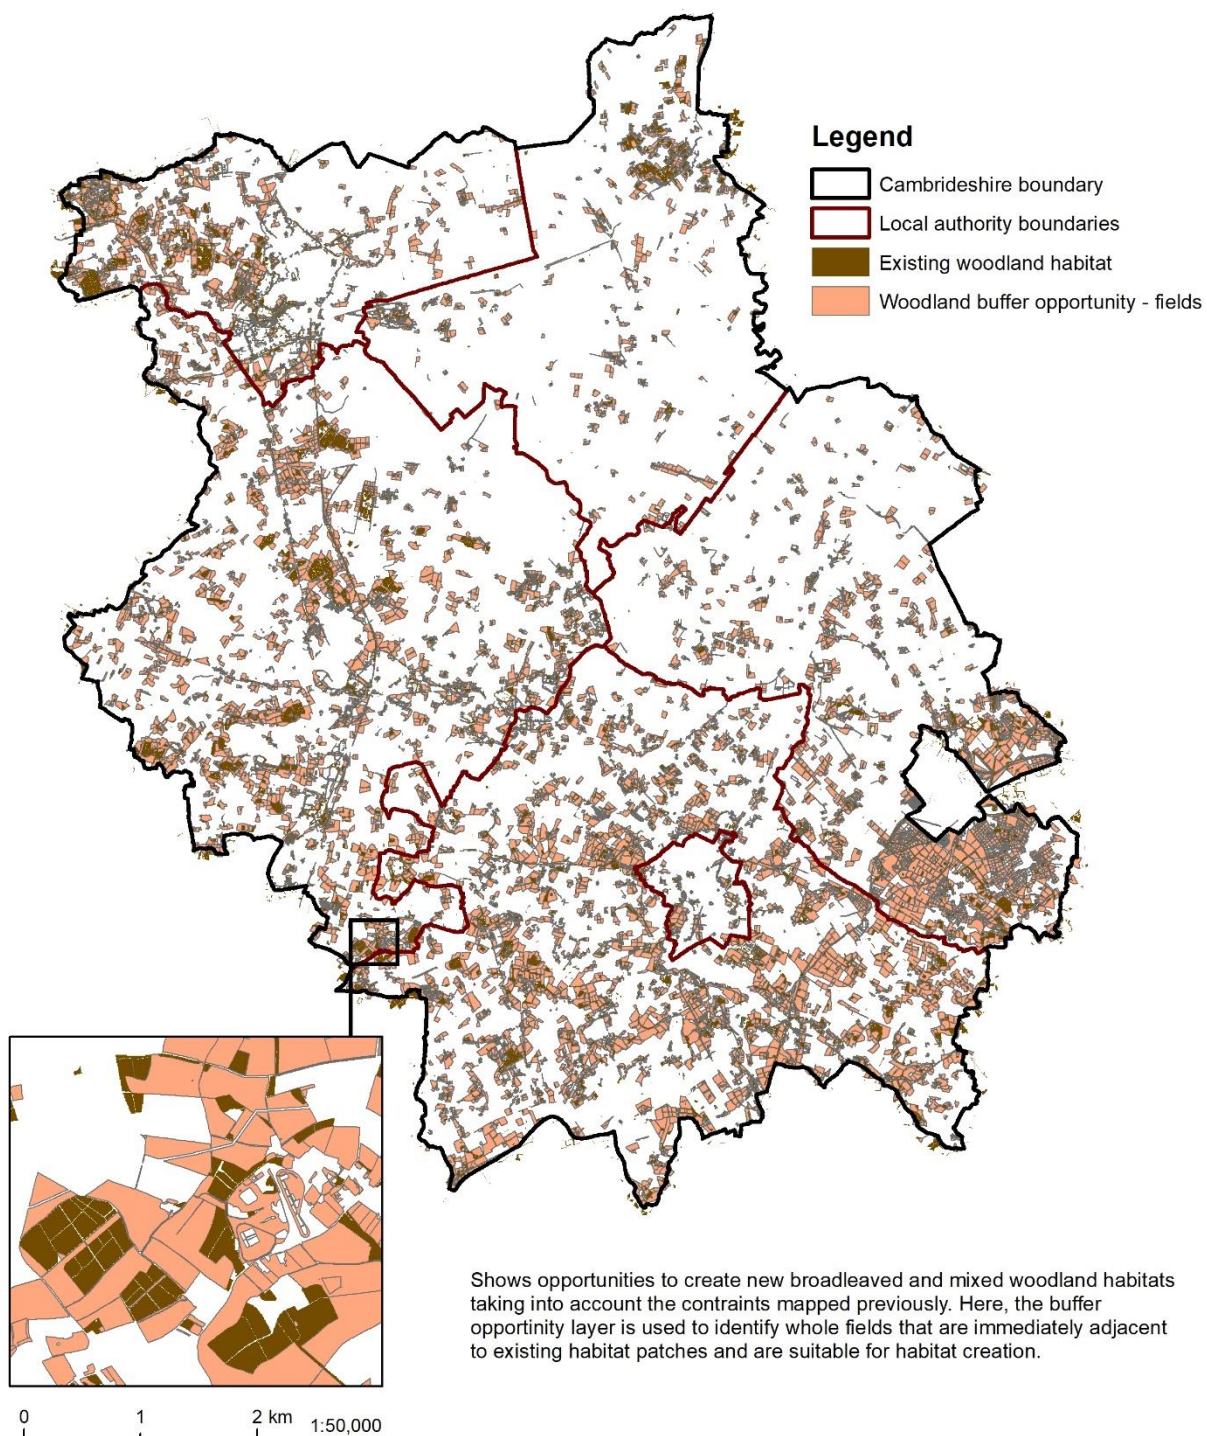 Legend
Cambrideshire boundary
Local authority boundaries
Existing woodland habitat
Woodland buffer opportunity - fields
Shows opportunities to create new broadleaved and mixed woodland habitats
taking into account the contraints mapped previously. Here, the buffer
opportinity layer is used to identify whole fields that are immediately adjacent
to existing habitat patches and are suitable for habitat creation.
0 1 2 km 1:50,000